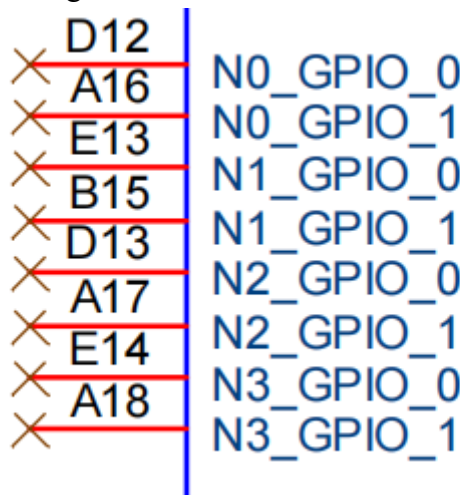 D12 N0_GPIO_0
A16 N0_GPIO_1
E13 N1_GPIO_0
B15 N1_GPIO_1
D13 N2_GPIO_0
A17 N2_GPIO_1
E14 N3_GPIO_0
A18 N3_GPIO_1